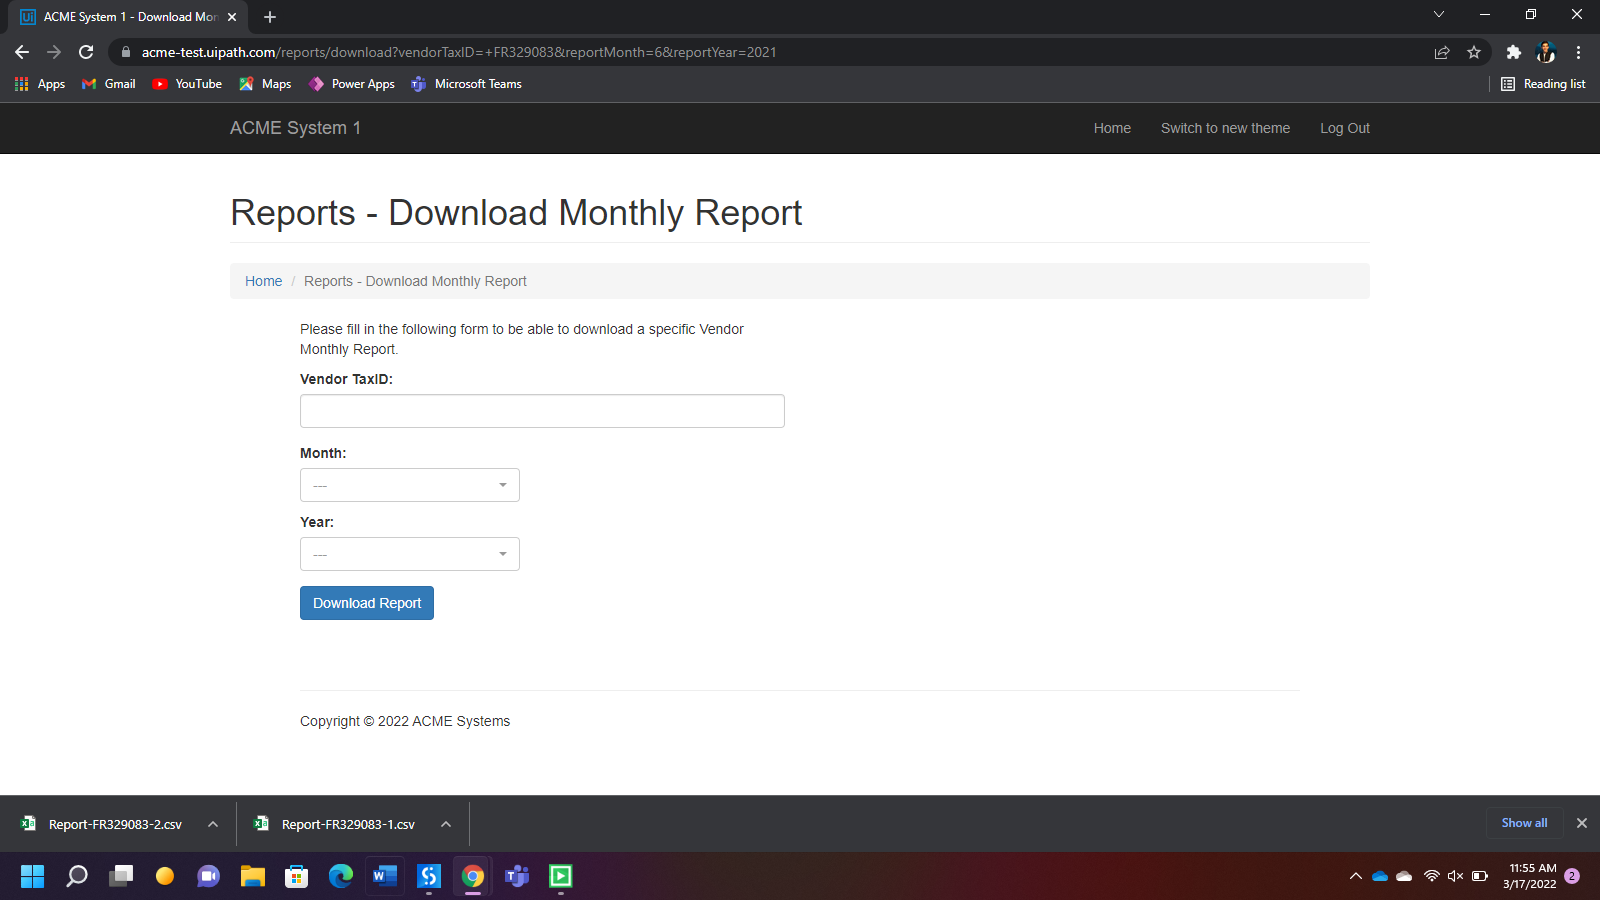 ACME System 1 - Download Mon
acme-test.uipath.com/reports/download?vendorTaxID=+FR329083&reportMonth=6&reportYear=2021
Apps Gmail YouTube Maps Power Apps Microsoft Teams Reading list
ACME System 1 Home Switch to new theme Log Out
Reports - Download Monthly Report
Home / Reports - Download Monthly Report
Please fill in the following form to be able to download a specific Vendor
Monthly Report.
Vendor TaxID:
Month:
---
Year:
---
Download Report
Copyright © 2022 ACME Systems
Report-FR329083-2.csv Report-FR329083-1.csv Show all
11:55 AM
3/17/2022 2